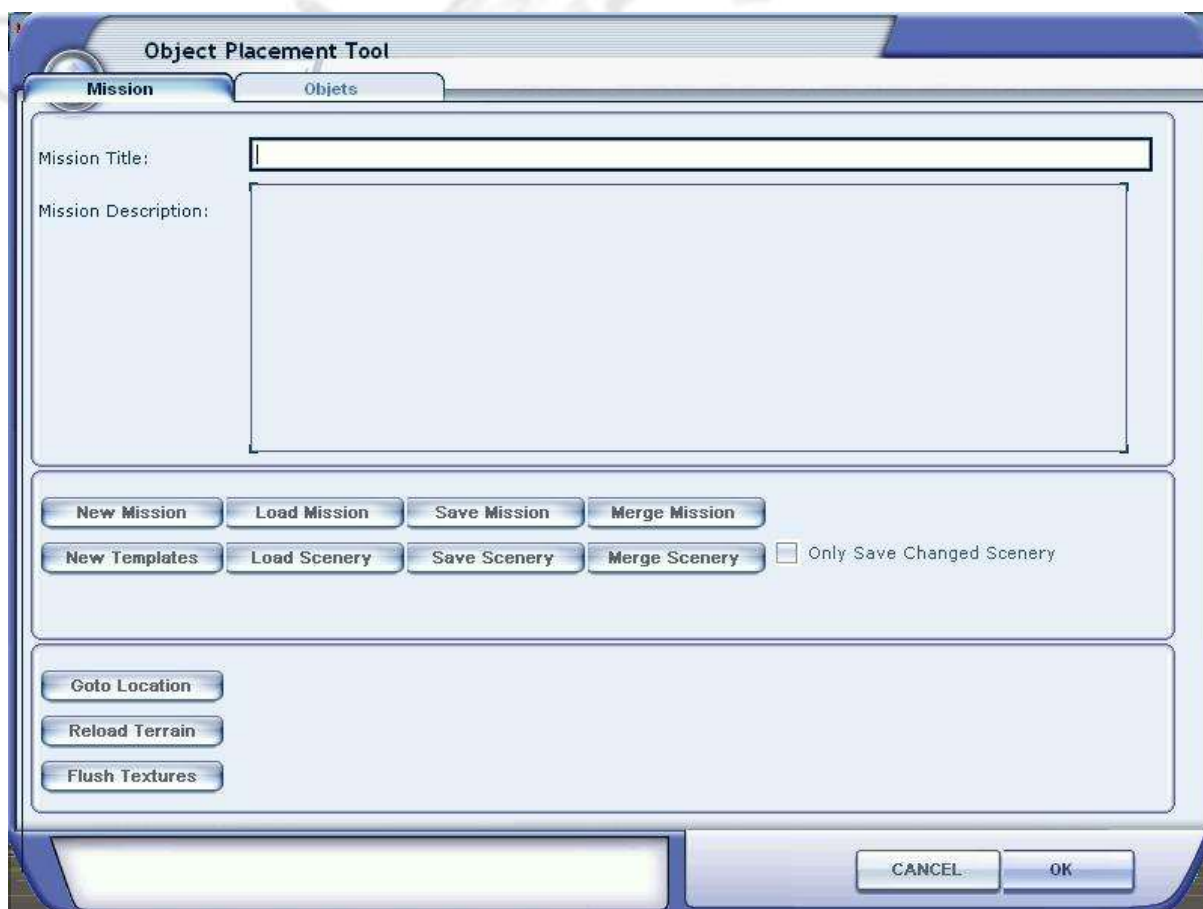 Object Placement Tool
Mission Objets
Mission Title:
Mission Description:
New Mission Load Mission Save Mission Merge Mission
New Templates Load Scenery Save Scenery Merge Scenery Only Save Changed Scenery
Goto Location
Reload Terrain
Flush Textures
CANCEL OK